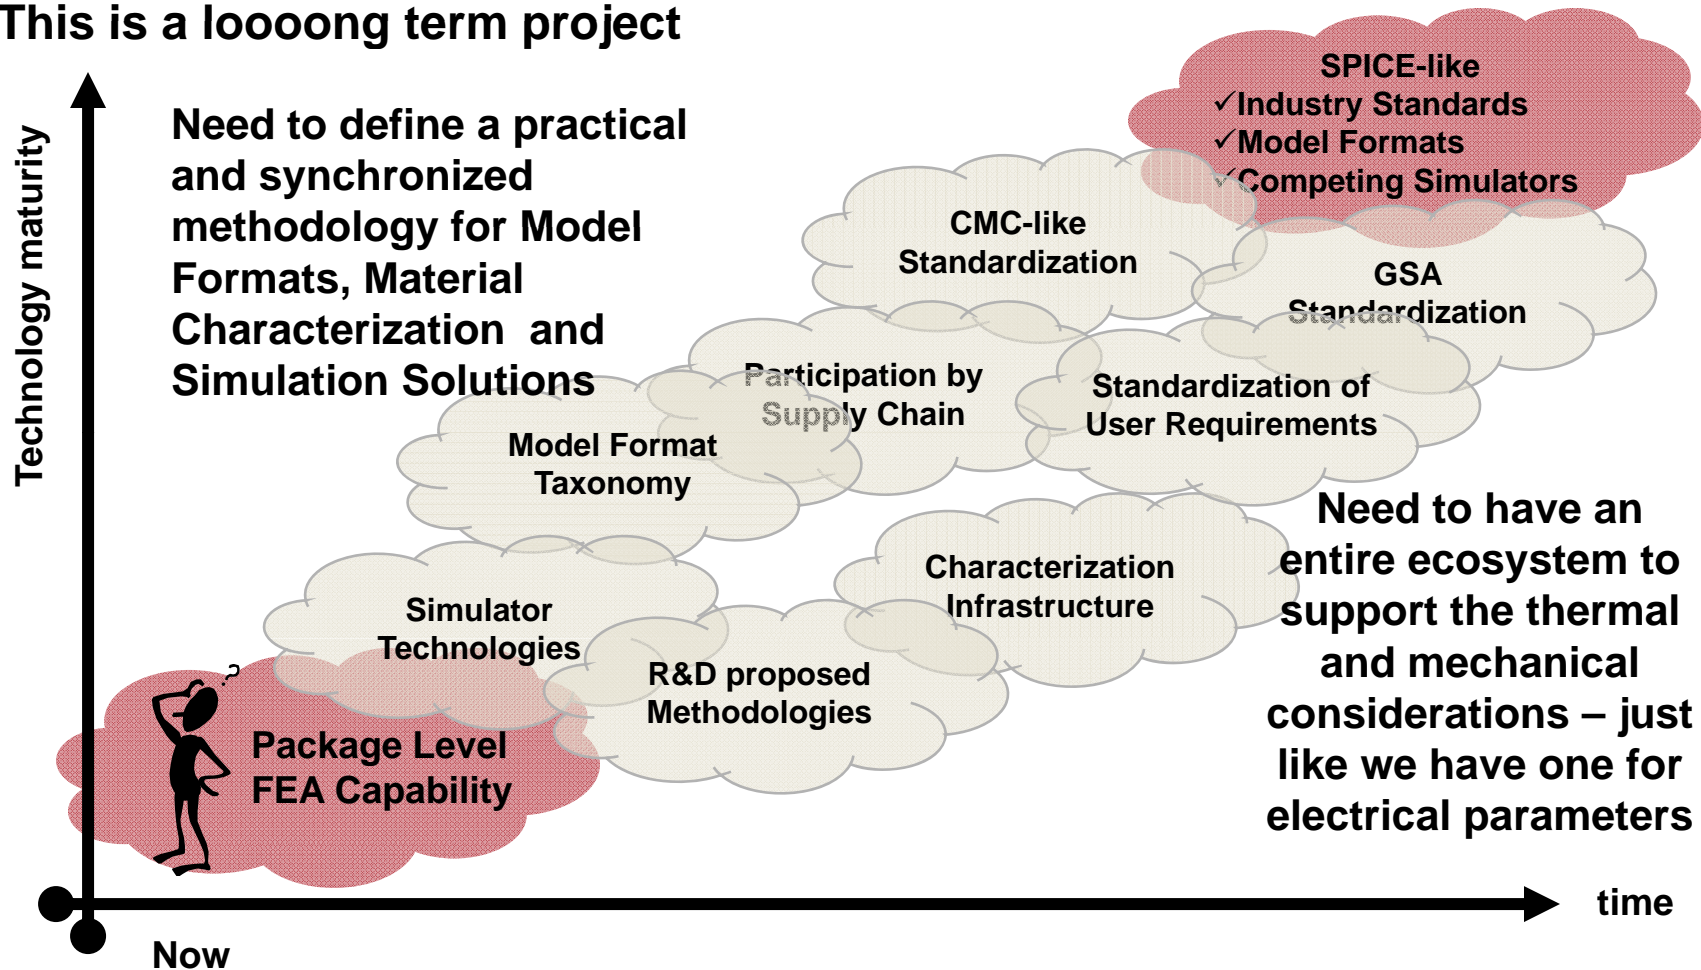 This is a loooong term project
Technology maturity
Need to define a practical
and synchronized
methodology for Model
Formats, Material
Characterization and
Simulation Solutions
SPICE-like
✓Industry Standards
✓Model Formats
✓Competing Simulators
CMC-like
Standardization
GSA
Standardization
Participation by
Supply Chain
Standardization of
User Requirements
Model Format
Taxonomy
Characterization
Infrastructure
Simulator
Technologies
R&D proposed
Methodologies
?
Package Level
FEA Capability
Need to have an
entire ecosystem to
support the thermal
and mechanical
considerations – just
like we have one for
electrical parameters
time
Now